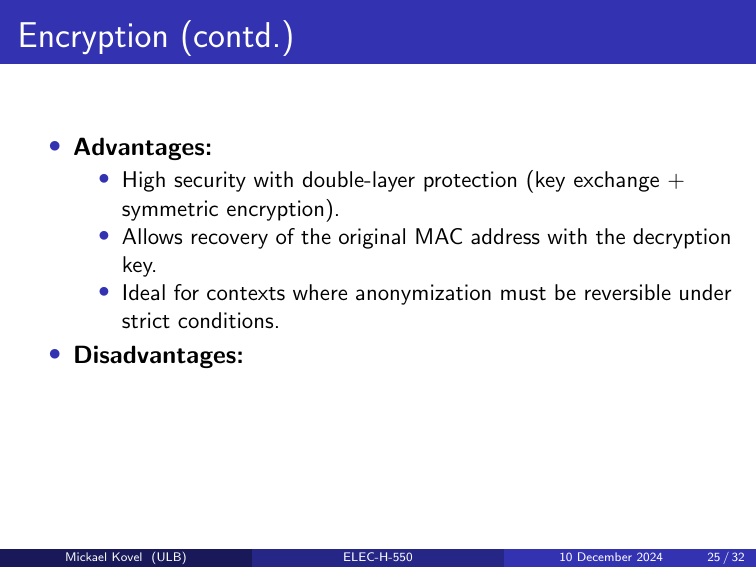 Encryption (contd.)
• Advantages:
• High security with double-layer protection (key exchange +
symmetric encryption).
• Allows recovery of the original MAC address with the decryption
key.
• Ideal for contexts where anonymization must be reversible under
strict conditions.
• Disadvantages:
Mickael Kovel (ULB) ELEC-H-550 10 December 2024 25 / 32